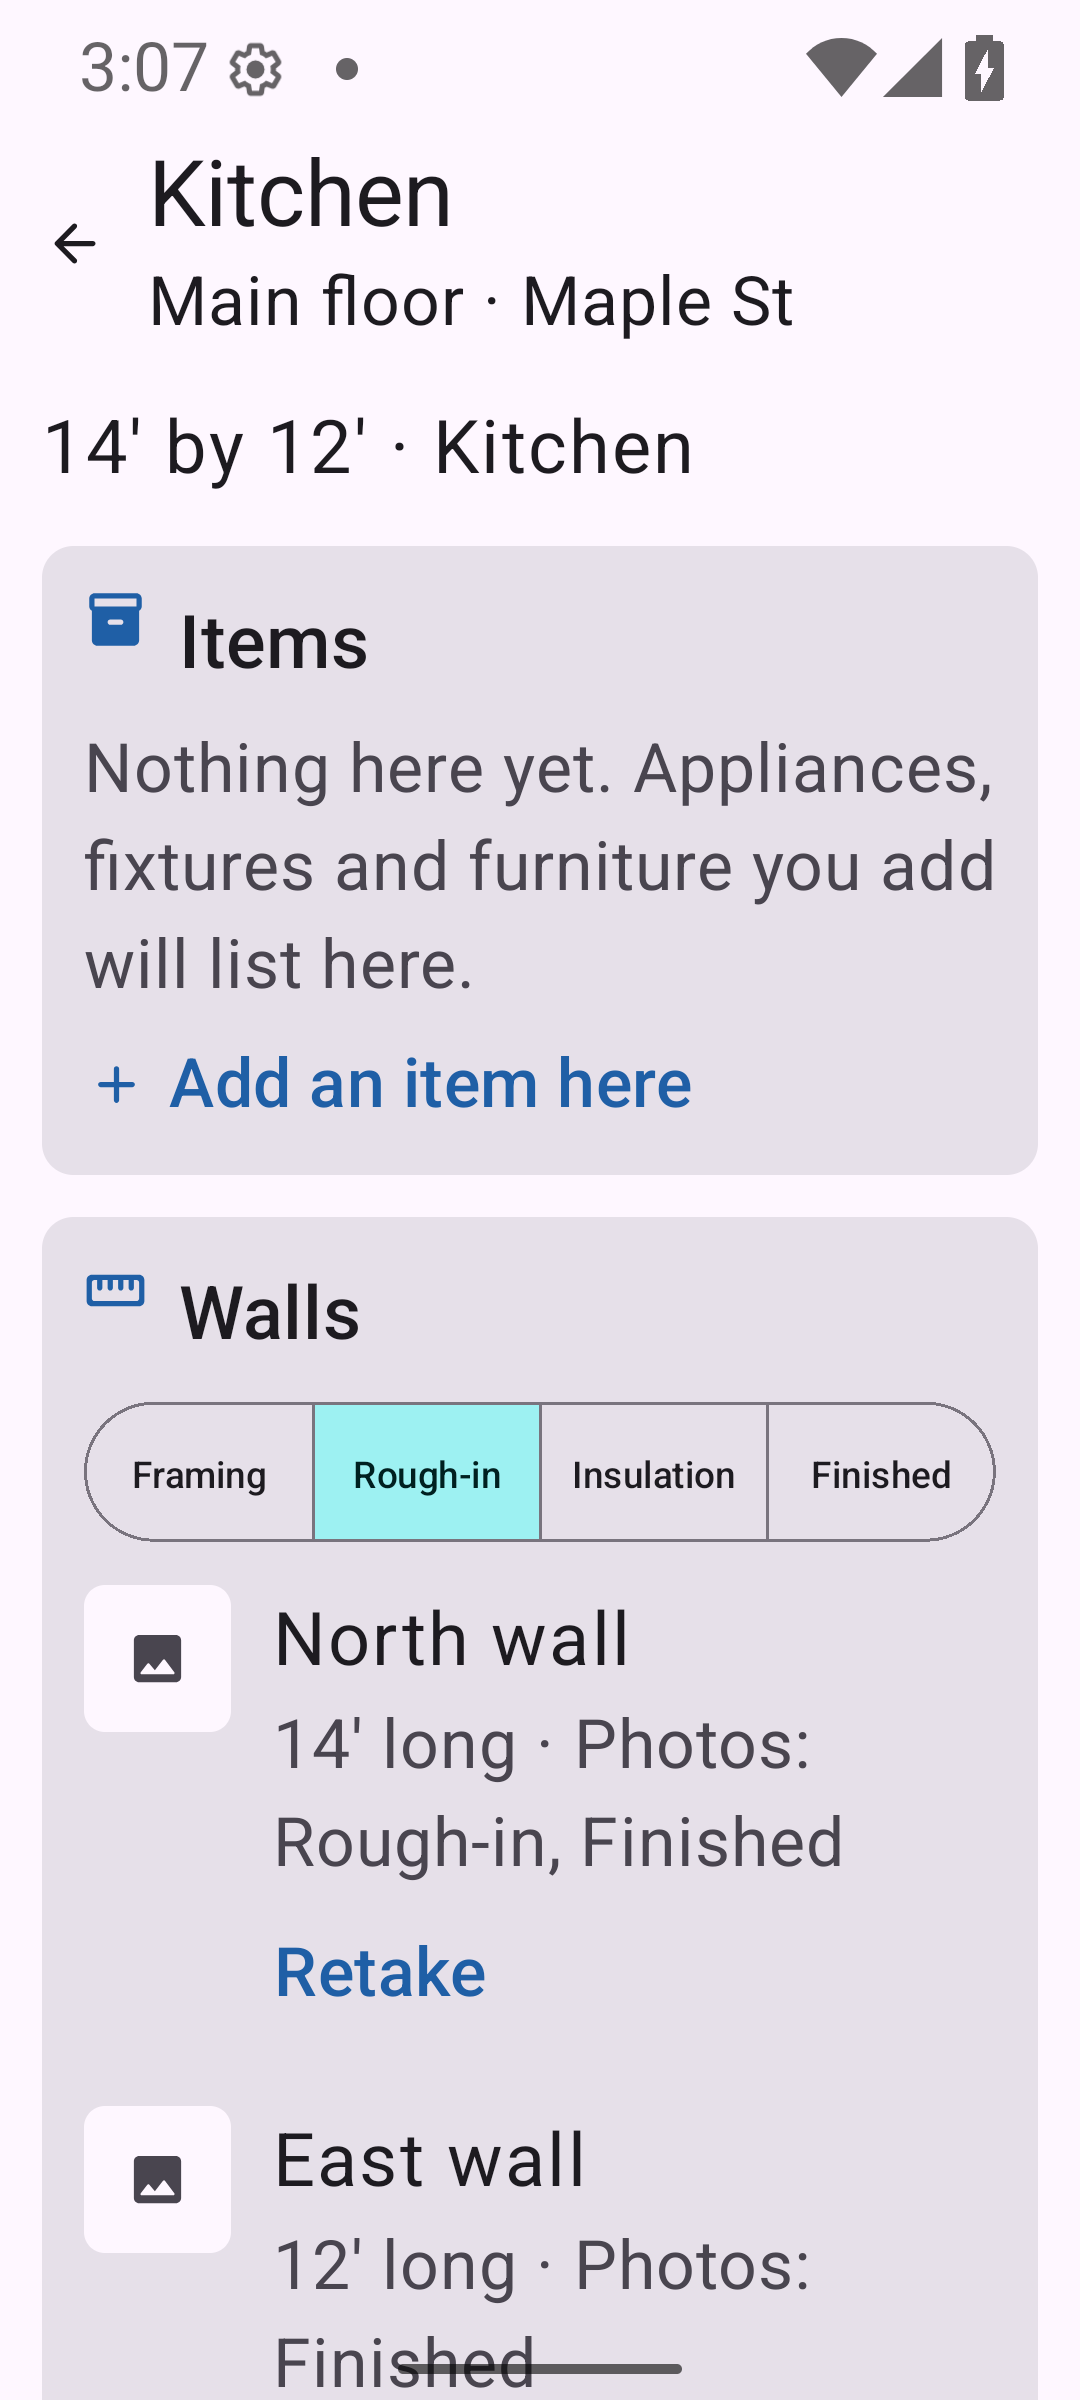 3:07
Kitchen
Main floor · Maple St
14' by 12' · Kitchen
Items
Nothing here yet. Appliances,
fixtures and furniture you add
will list here.
Add an item here
Walls
Framing
Rough-in
Insulation
Finished
North wall
14' long · Photos:
Rough-in, Finished
Retake
East wall
12' long · Photos:
Finished